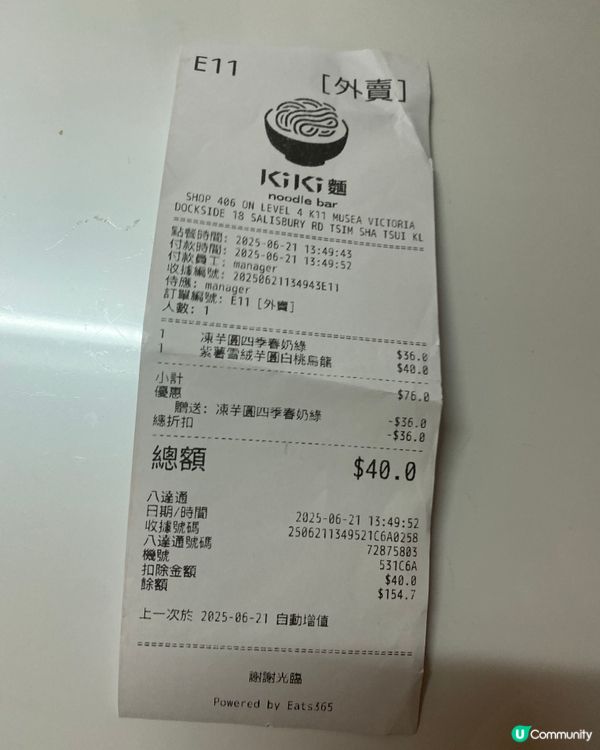 E11
[外賣]
KiKi 麵
noodle bar
SHOP 406 ON LEVEL 4 K11 MUSEA VICTORIA
DOCKSIDE 18 SALISBURY RD TSIM SHA TSUI KL
點餐時間: 2025-06-21 13:49:43
付款時間: 2025-06-21 13:49:52
付款員工: manager
收據編號: 20250621134943E11
侍應: manager
訂單編號: E11 [外賣]
人數: 1
1 凍芋圓四季春奶綠 $36.0
1 紫薯雪絨芋圓白桃烏龍 $40.0
小計 $76.0
優惠
贈送: 凍芋圓四季春奶綠 -$36.0
總折扣 -$36.0
總額 $40.0
八達通
日期/時間 2025-06-21 13:49:52
收據號碼 2506211349521C6A0258
八達通號碼 72875803
機號 531C6A
扣除金額 $40.0
餘額 $154.7
上一次於 2025-06-21 自動增值
謝謝光臨
Powered by Eats365
U Community